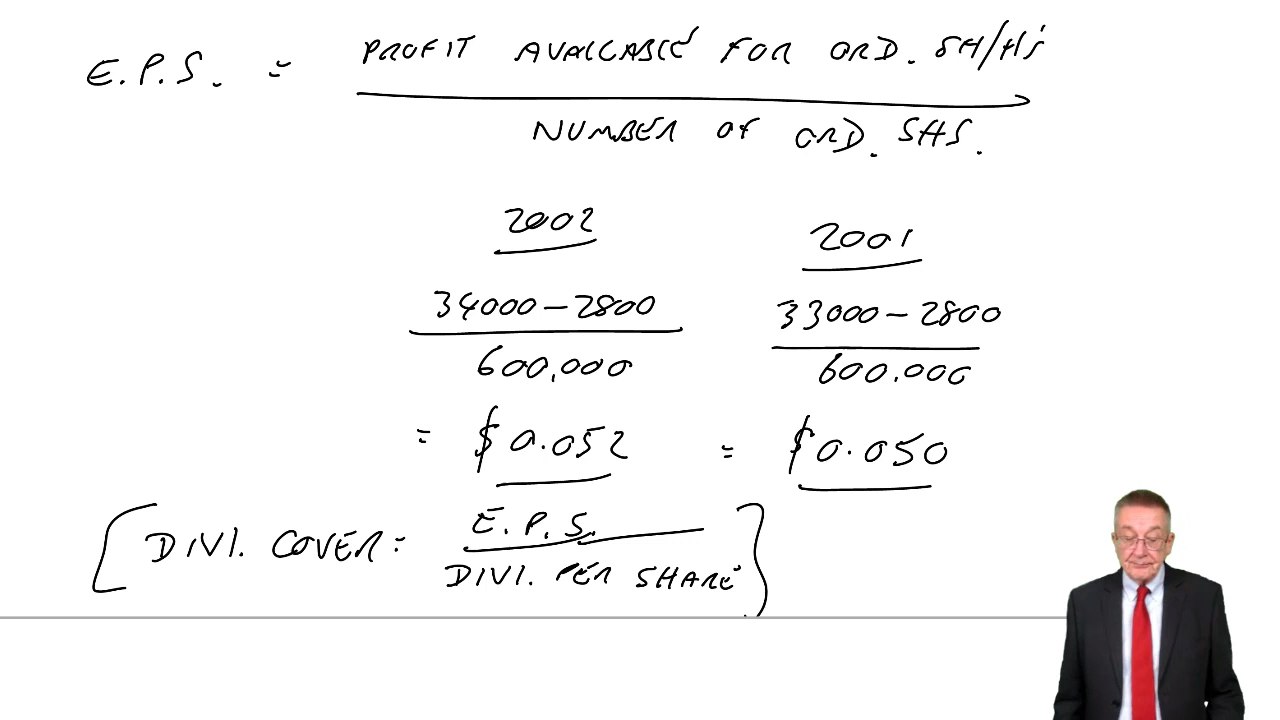 E.P.S. = PROFIT AVAILABLE FOR ORD. SH/H's
NUMBER OF ORD. SHS.
2002 2001
34000 - 2800 33000 - 2800
600,000 600,000
= $0.052 = $0.050
[DIVI. COVER = E.P.S.
DIVI. PER SHARE]